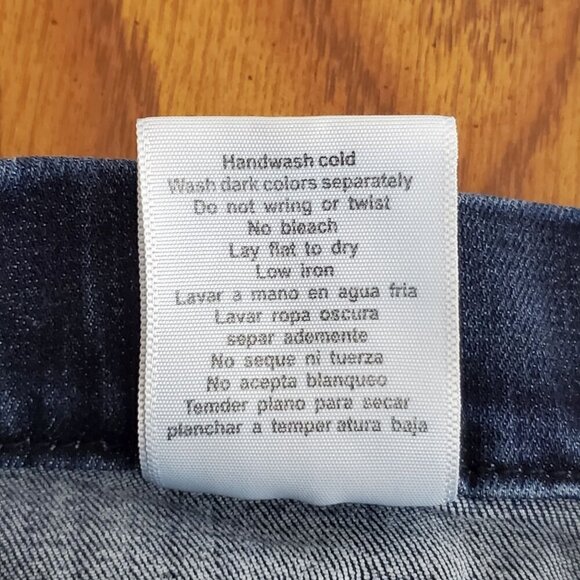 Handwash cold
Wash dark colors separately
Do not wring or twist
No bleach
Lay flat to dry
Low iron
Lavar a mano en agua fria
Lavar ropa oscura
separ ademente
No seque ni tuerza
No acepta blanqueo
Temder plano para secar
planchar a temper atura baja